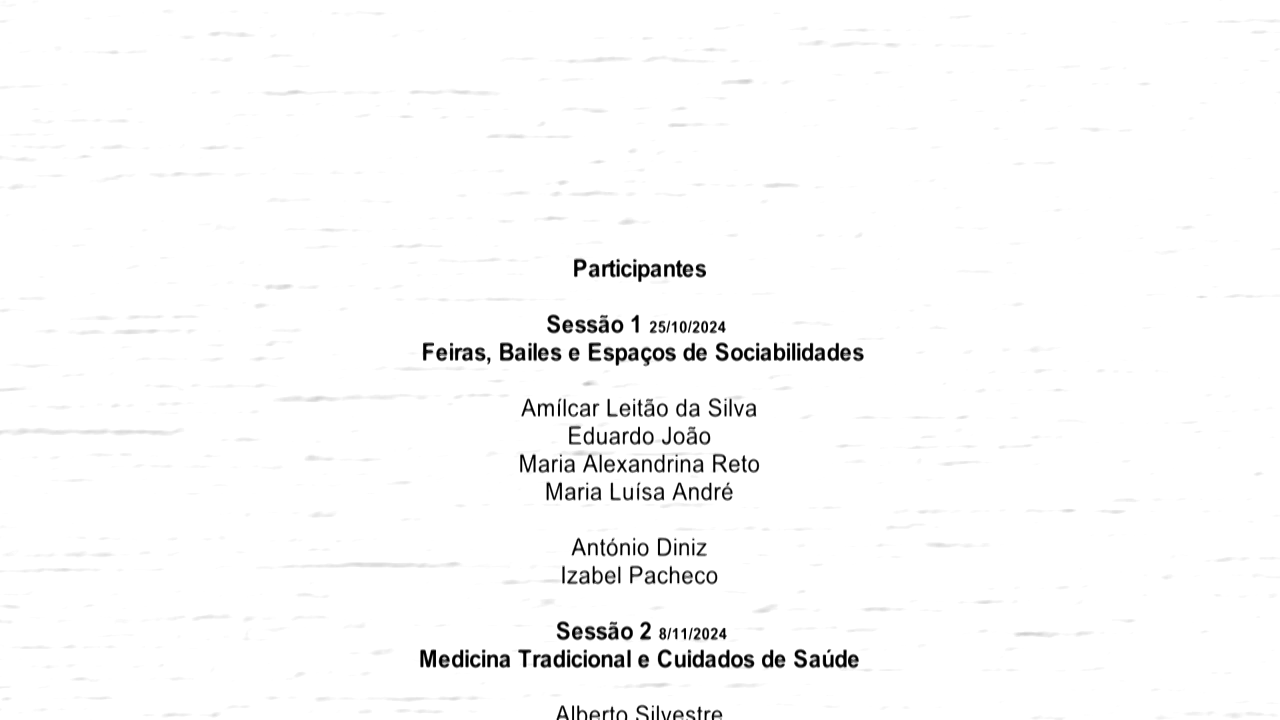 Participantes
Sessão 1 25/10/2024
Feiras, Bailes e Espaços de Sociabilidades
Amílcar Leitão da Silva
Eduardo João
Maria Alexandrina Reto
Maria Luísa André
António Diniz
Izabel Pacheco
Sessão 2 8/11/2024
Medicina Tradicional e Cuidados de Saúde
Alberto Silvestre